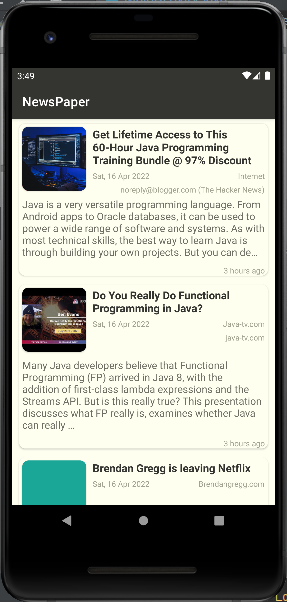 3:49
NewsPaper
Get Lifetime Access to This
60-Hour Java Programming
Training Bundle @ 97% Discount
Sat, 16 Apr 2022 Internet
noreply@blogger.com (The Hacker News)
Java is a very versatile programming language. From
Android apps to Oracle databases, it can be used to
power a wide range of software and systems. As with
most technical skills, the best way to learn Java is
through building your own projects. But you can de...
3 hours ago
Do You Really Do Functional
Programming in Java?
Sat, 16 Apr 2022 Java-tv.com
java-tv.com
Ben Evans
Many Java developers believe that Functional
Programming (FP) arrived in Java 8, with the
addition of first-class lambda expressions and the
Streams API. But is this really true? This presentation
discusses what FP really is, examines whether Java
can really ...
3 hours ago
Brendan Gregg is leaving Netflix
Sat, 16 Apr 2022 Brendangregg.com